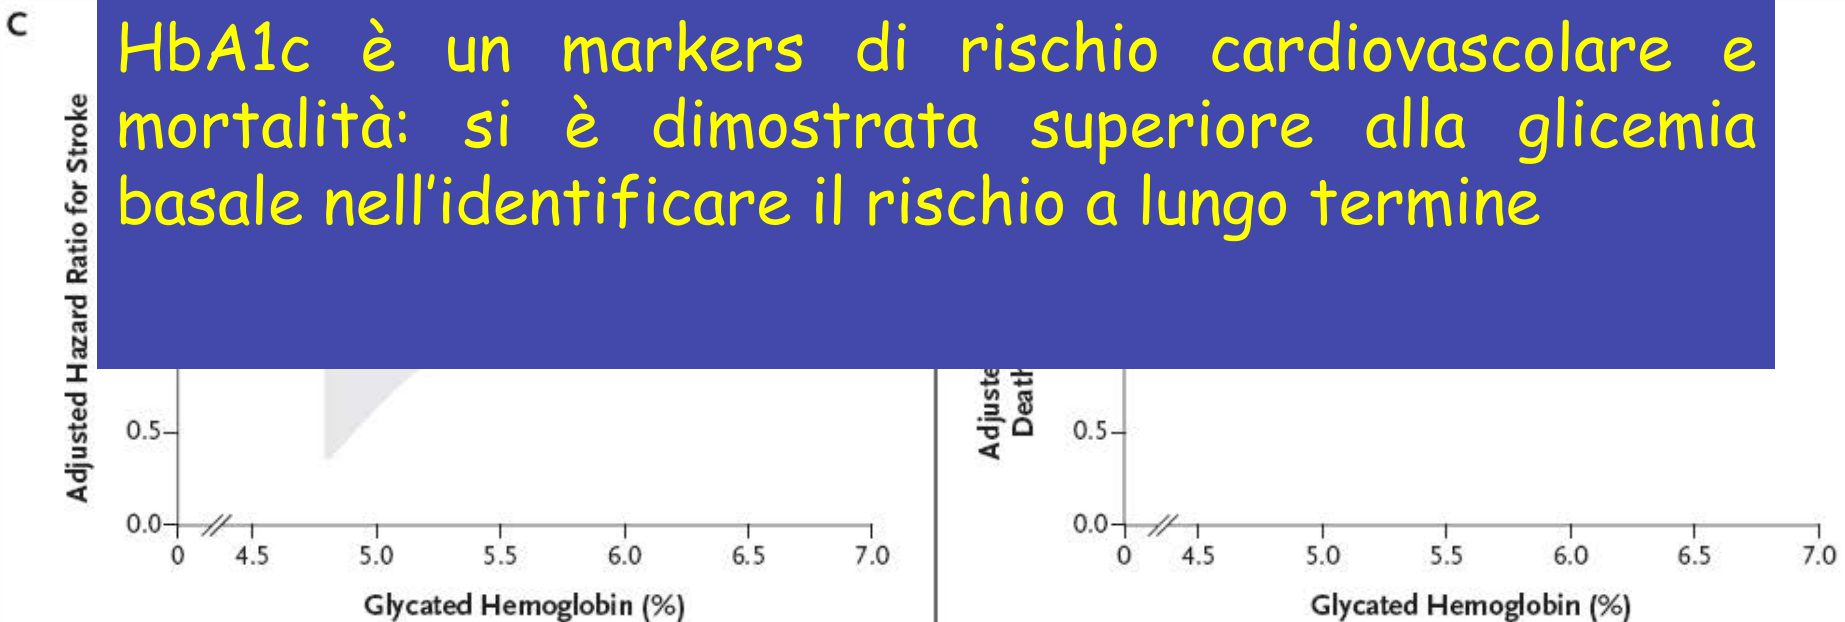 C
HbA1c è un markers di rischio cardiovascolare e
mortalità: si è dimostrata superiore alla glicemia
basale nell'identificare il rischio a lungo termine
Adjusted Hazard Ratio for Stroke
0.5
0.0
0 4.5 5.0 5.5 6.0 6.5 7.0
Glycated Hemoglobin (%)
Death
0.5
0.0
0 4.5 5.0 5.5 6.0 6.5 7.0
Glycated Hemoglobin (%)